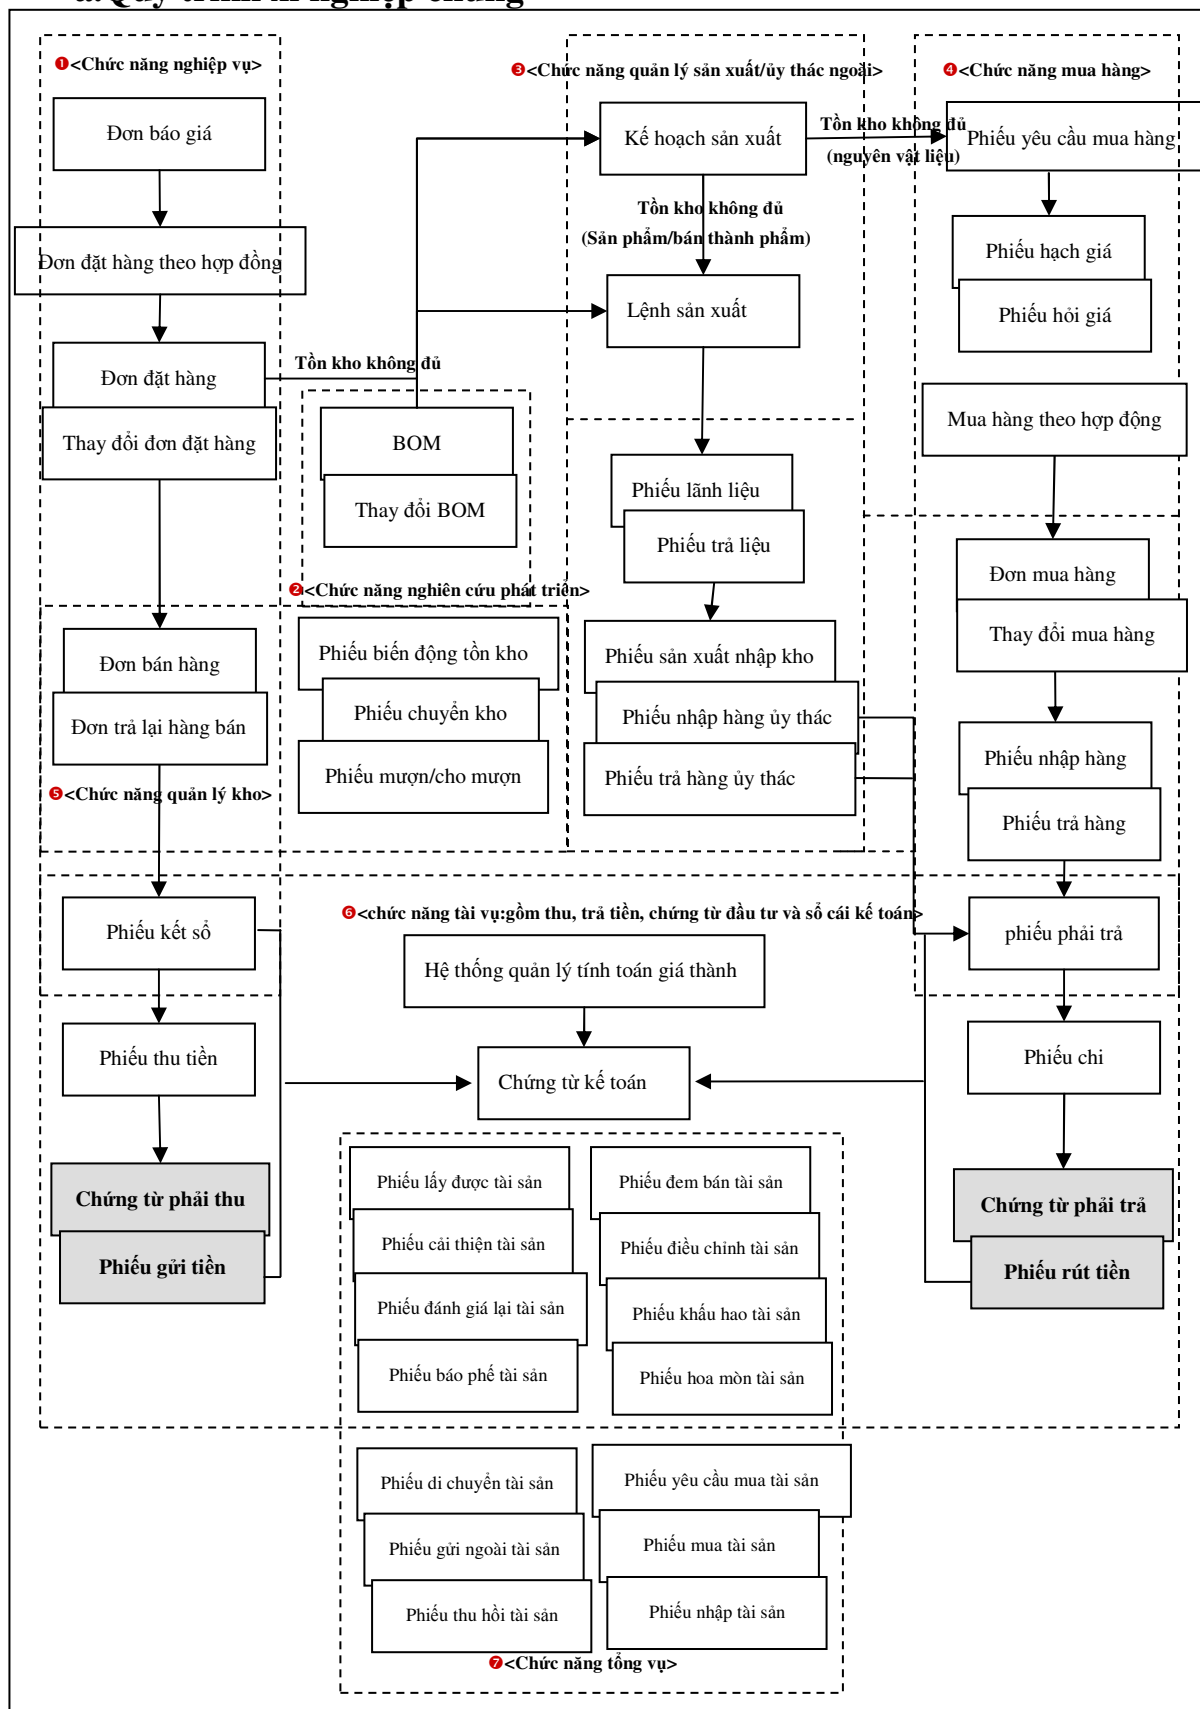 a.Quy trình xí nghiệp chung
❶<Chức năng nghiệp vụ>
Đơn báo giá
Đơn đặt hàng theo hợp đồng
Đơn đặt hàng
Thay đổi đơn đặt hàng
Tồn kho không đủ
BOM
Thay đổi BOM
❷<Chức năng nghiên cứu phát triển>
❸<Chức năng quản lý sản xuất/ủy thác ngoài>
Kế hoạch sản xuất
Tồn kho không đủ
(nguyên vật liệu)
Tồn kho không đủ
(Sản phẩm/bán thành phẩm)
Lệnh sản xuất
Phiếu lãnh liệu
Phiếu trả liệu
Phiếu sản xuất nhập kho
Phiếu nhập hàng ủy thác
Phiếu trả hàng ủy thác
❹<Chức năng mua hàng>
Phiếu yêu cầu mua hàng
Phiếu hạch giá
Phiếu hỏi giá
Mua hàng theo hợp động
Đơn mua hàng
Thay đổi mua hàng
Phiếu nhập hàng
Phiếu trả hàng
Đơn bán hàng
Đơn trả lại hàng bán
❺<Chức năng quản lý kho>
Phiếu biến động tồn kho
Phiếu chuyển kho
Phiếu mượn/cho mượn
❻<chức năng tài vụ:gồm thu, trả tiền, chứng từ đầu tư và sổ cái kế toán>
Phiếu kết sổ
Phiếu thu tiền
Chứng từ phải thu
Phiếu gửi tiền
Hệ thống quản lý tính toán giá thành
Chứng từ kế toán
phiếu phải trả
Phiếu chi
Chứng từ phải trả
Phiếu rút tiền
Phiếu lấy được tài sản
Phiếu cải thiện tài sản
Phiếu đánh giá lại tài sản
Phiếu báo phế tài sản
Phiếu đem bán tài sản
Phiếu điều chỉnh tài sản
Phiếu khấu hao tài sản
Phiếu hoa mòn tài sản
Phiếu di chuyển tài sản
Phiếu gửi ngoài tài sản
Phiếu thu hồi tài sản
Phiếu yêu cầu mua tài sản
Phiếu mua tài sản
Phiếu nhập tài sản
❼<Chức năng tổng vụ>